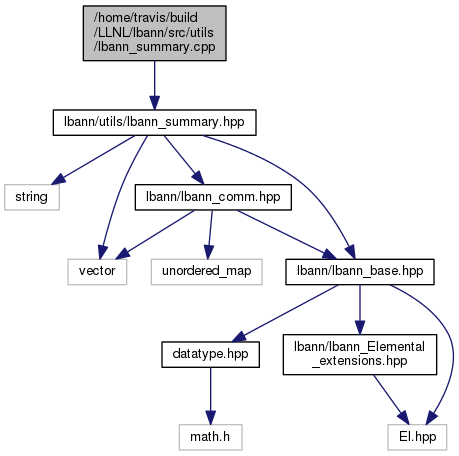 /home/travis/build
/LLNL/lbann/src/utils
/lbann_summary.cpp
lbann/utils/lbann_summary.hpp
string
lbann/lbann_comm.hpp
vector
unordered_map
lbann/lbann_base.hpp
datatype.hpp
lbann/lbann_Elemental
_extensions.hpp
math.h
El.hpp